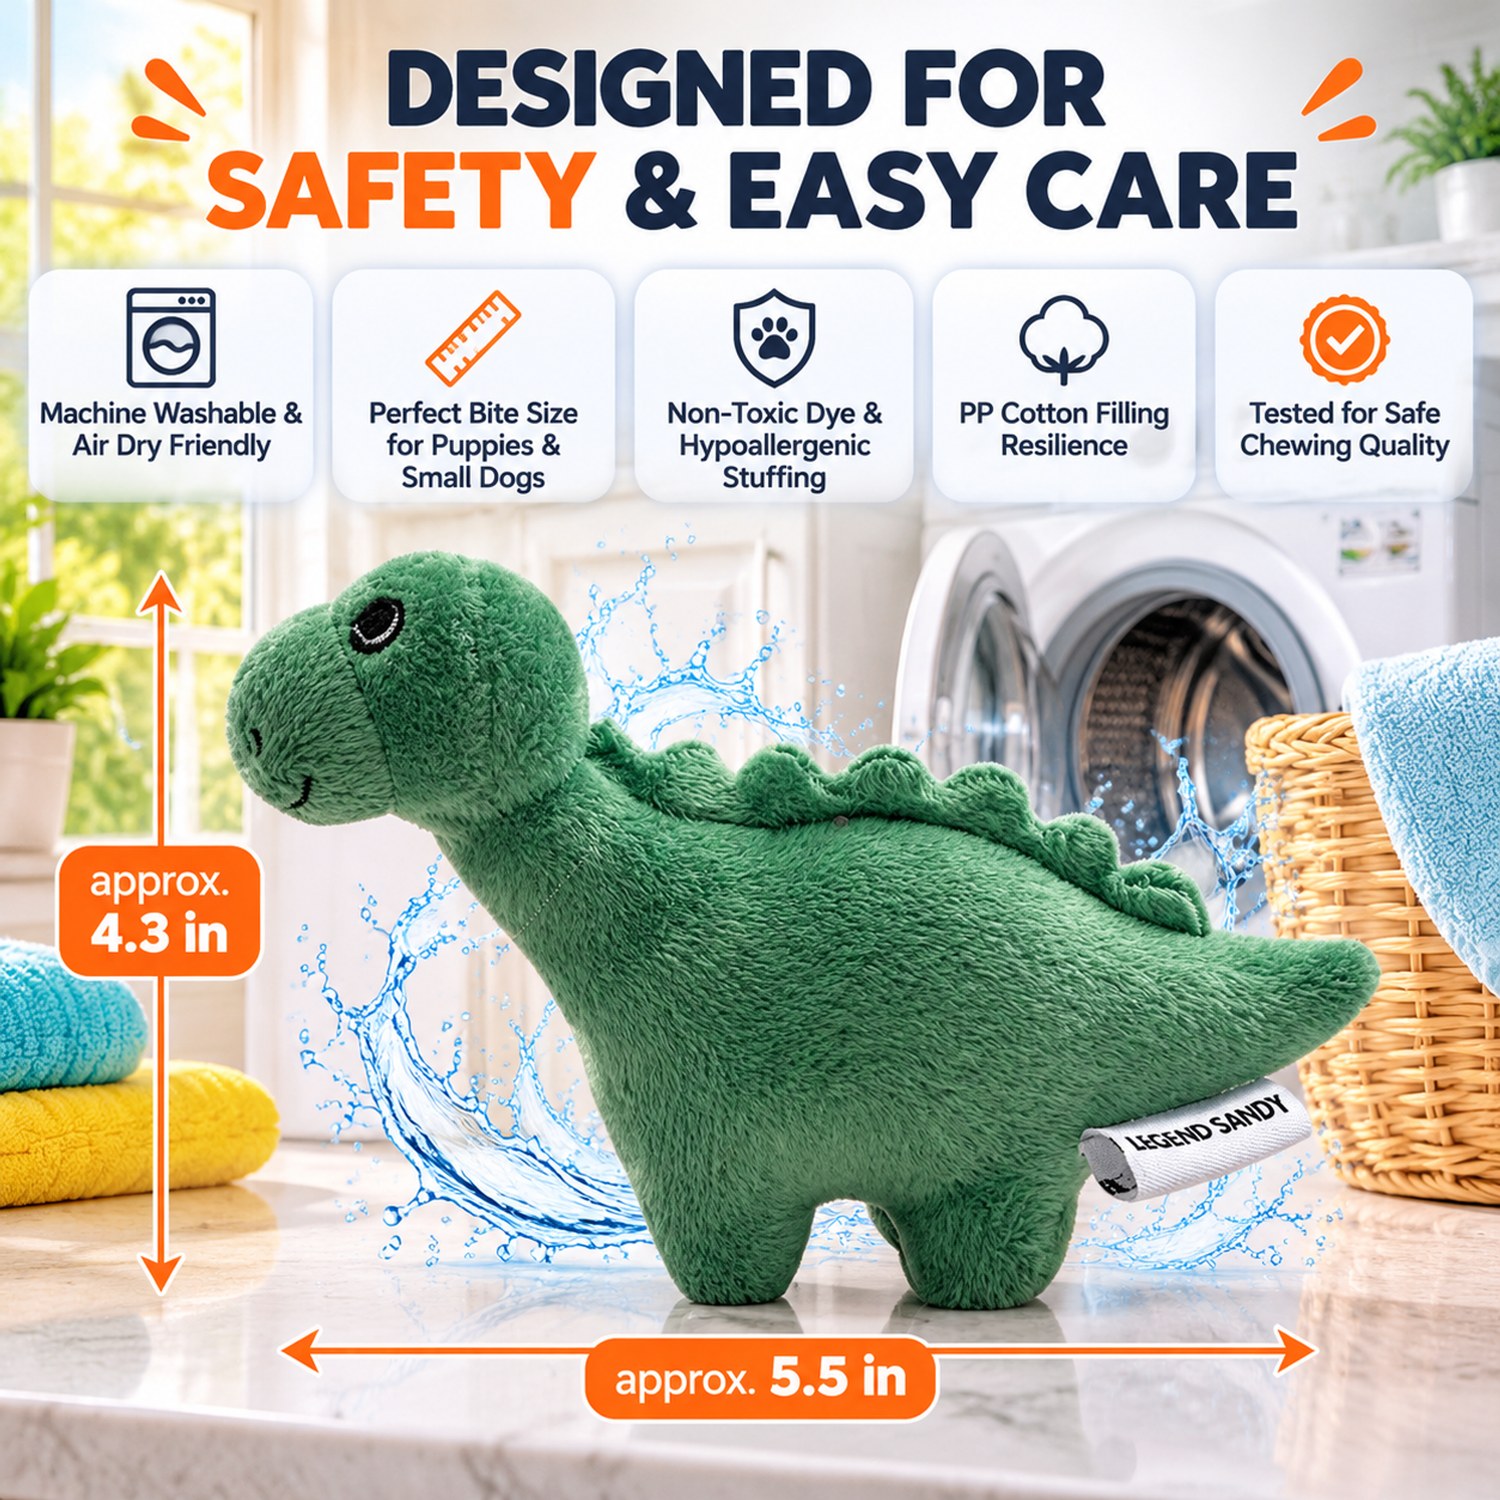 DESIGNED FOR
SAFETY & EASY CARE
Machine Washable &
Air Dry Friendly
Perfect Bite Size
for Puppies &
Small Dogs
Non-Toxic Dye &
Hypoallergenic
Stuffing
PP Cotton Filling
Resilience
Tested for Safe
Chewing Quality
approx.
4.3 in
LEGEND SANDY
approx. 5.5 in